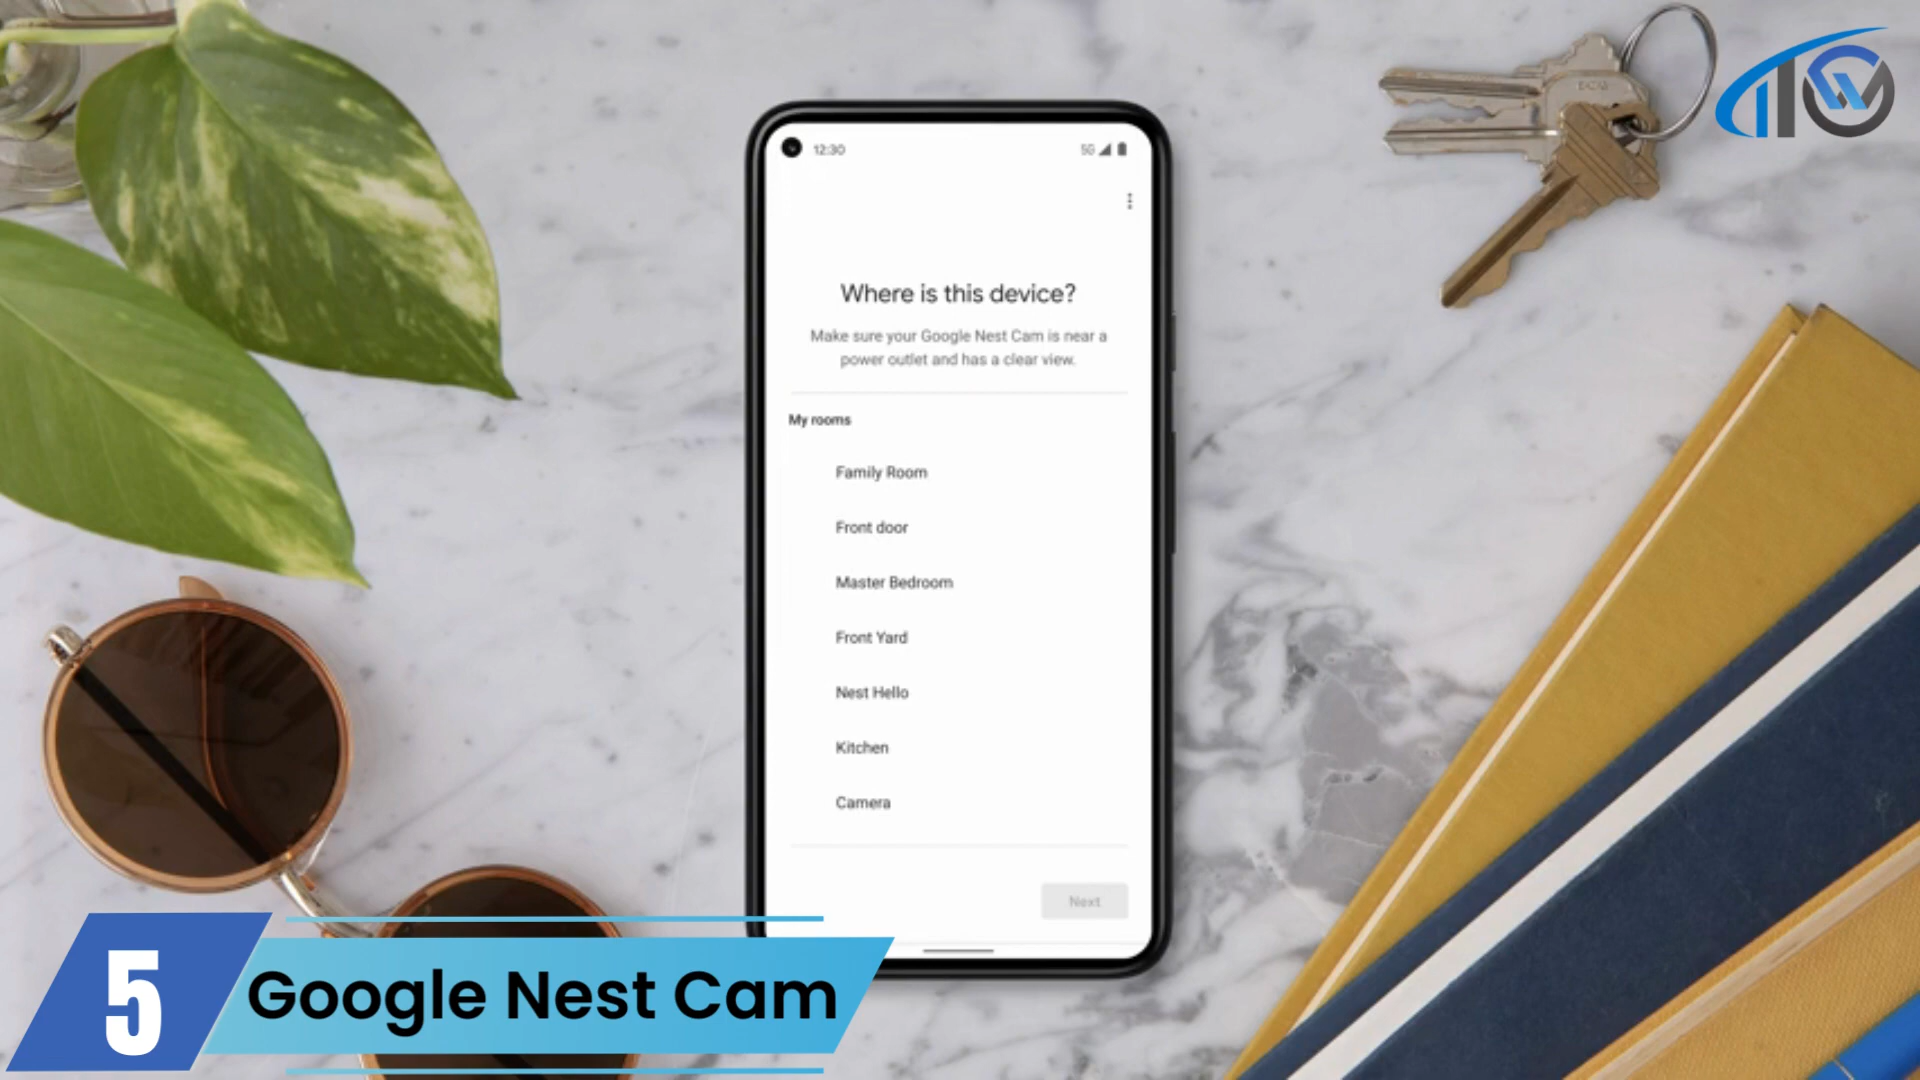 12:30
5G
Where is this device?
Make sure your Google Nest Cam is near a
power outlet and has a clear view.
My rooms
Family Room
Front door
Master Bedroom
Front Yard
Nest Hello
Kitchen
Camera
Next
5
Google Nest Cam